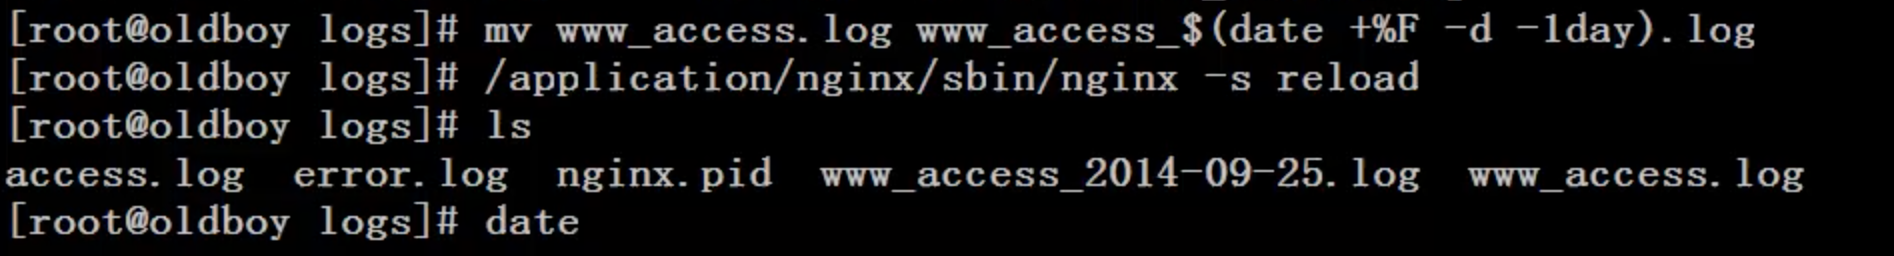 [root@oldboy logs]# mv www_access.log www_access_$(date +%F -d -1day).log
[root@oldboy logs]# /application/nginx/sbin/nginx -s reload
[root@oldboy logs]# ls
access.log  error.log  nginx.pid  www_access_2014-09-25.log  www_access.log
[root@oldboy logs]# date